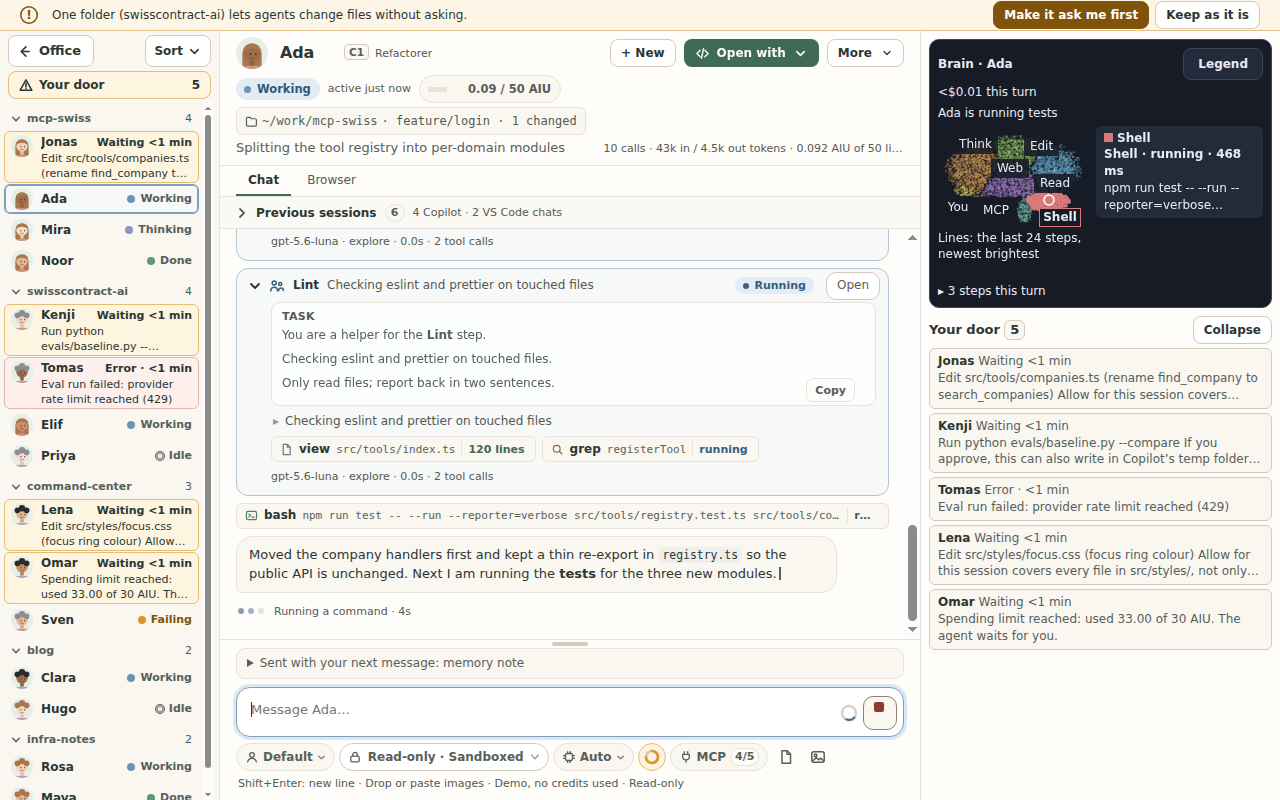 One folder (swisscontract-ai) lets agents change files without asking.
Make it ask me first
Keep as it is
Office
Sort
Your door 5
mcp-swiss 4
Jonas Waiting <1 min
Edit src/tools/companies.ts
(rename find_company t…
Ada Working
Mira Thinking
Noor Done
swisscontract-ai 4
Kenji Waiting <1 min
Run python
evals/baseline.py --…
Tomas Error · <1 min
Eval run failed: provider
rate limit reached (429)
Elif Working
Priya Idle
command-center 3
Lena Waiting <1 min
Edit src/styles/focus.css
(focus ring colour) Allow…
Omar Waiting <1 min
Spending limit reached:
used 33.00 of 30 AIU. Th…
Sven Failing
blog 2
Clara Working
Hugo Idle
infra-notes 2
Rosa Working
Maya Done
Ada C1 Refactorer
+ New
Open with
More
Working active just now 0.09 / 50 AIU
~/work/mcp-swiss · feature/login · 1 changed
Splitting the tool registry into per-domain modules
10 calls · 43k in / 4.5k out tokens · 0.092 AIU of 50 li…
Chat Browser
Previous sessions 6 4 Copilot · 2 VS Code chats
gpt-5.6-luna · explore · 0.0s · 2 tool calls
Lint Checking eslint and prettier on touched files Running Open
TASK
You are a helper for the Lint step.
Checking eslint and prettier on touched files.
Only read files; report back in two sentences.
Copy
▸ Checking eslint and prettier on touched files
view src/tools/index.ts 120 lines
grep registerTool running
gpt-5.6-luna · explore · 0.0s · 2 tool calls
bash npm run test -- --run --reporter=verbose src/tools/registry.test.ts src/tools/co… r…
Moved the company handlers first and kept a thin re-export in registry.ts so the
public API is unchanged. Next I am running the tests for the three new modules.
Running a command · 4s
▶ Sent with your next message: memory note
Message Ada…
Default
Read-only · Sandboxed
Auto
MCP 4/5
Shift+Enter: new line · Drop or paste images · Demo, no credits used · Read-only
Brain · Ada
Legend
<$0.01 this turn
Ada is running tests
Think
Edit
Web
Read
You
MCP
Shell
Shell
Shell · running · 468
ms
npm run test -- --run --
reporter=verbose…
Lines: the last 24 steps,
newest brightest
▸ 3 steps this turn
Your door 5
Collapse
Jonas Waiting <1 min
Edit src/tools/companies.ts (rename find_company to
search_companies) Allow for this session covers…
Kenji Waiting <1 min
Run python evals/baseline.py --compare If you
approve, this can also write in Copilot’s temp folder…
Tomas Error · <1 min
Eval run failed: provider rate limit reached (429)
Lena Waiting <1 min
Edit src/styles/focus.css (focus ring colour) Allow for
this session covers every file in src/styles/, not only…
Omar Waiting <1 min
Spending limit reached: used 33.00 of 30 AIU. The
agent waits for you.